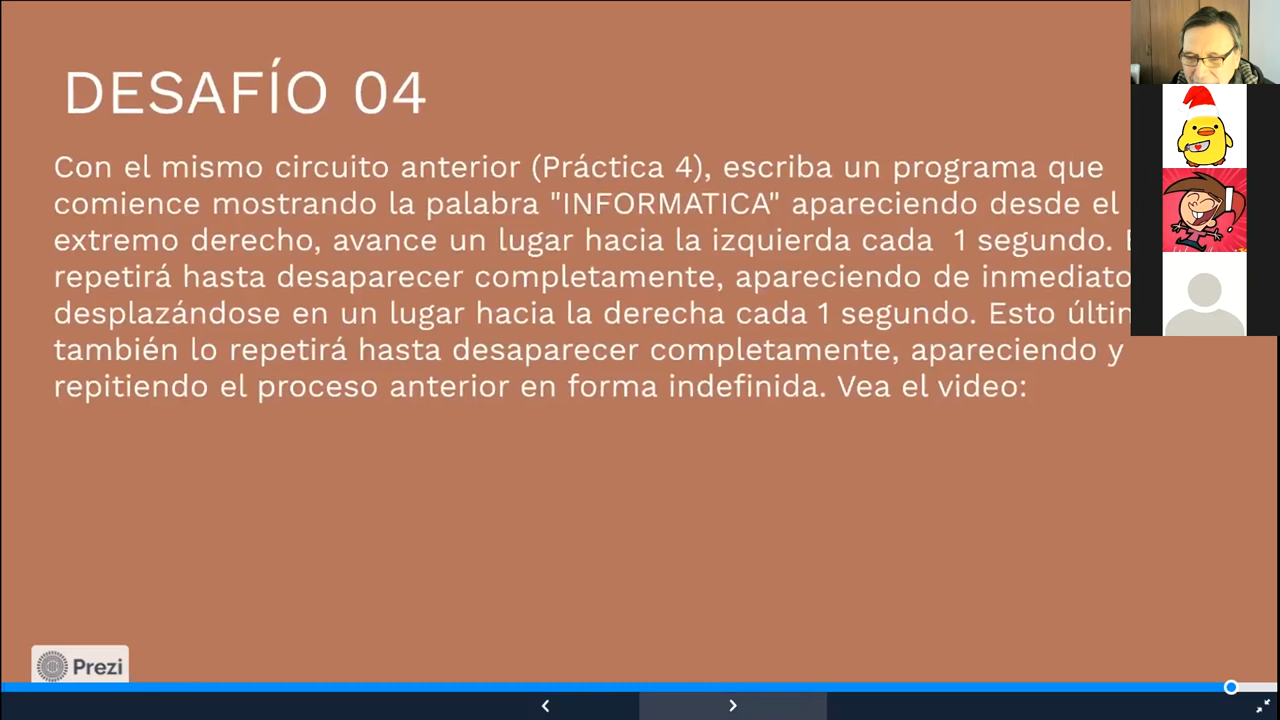 DESAFÍO 04
Con el mismo circuito anterior (Práctica 4), escriba un programa que
comience mostrando la palabra "INFORMATICA" apareciendo desde el
extremo derecho, avance un lugar hacia la izquierda cada 1 segundo.
repetirá hasta desaparecer completamente, apareciendo de inmediato
desplazándose en un lugar hacia la derecha cada 1 segundo. Esto
también lo repetirá hasta desaparecer completamente, apareciendo y
repitiendo el proceso anterior en forma indefinida. Vea el video:
Prezi